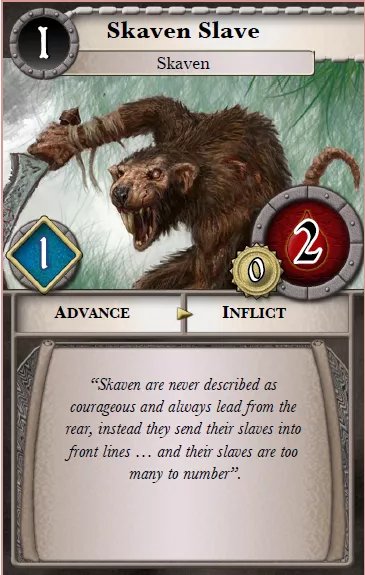 1
Skaven Slave
Skaven
1
0
2
ADVANCE INFLICT
“Skaven are never described as
courageous and always lead from the
rear, instead they send their slaves into
front lines … and their slaves are too
many to number”.